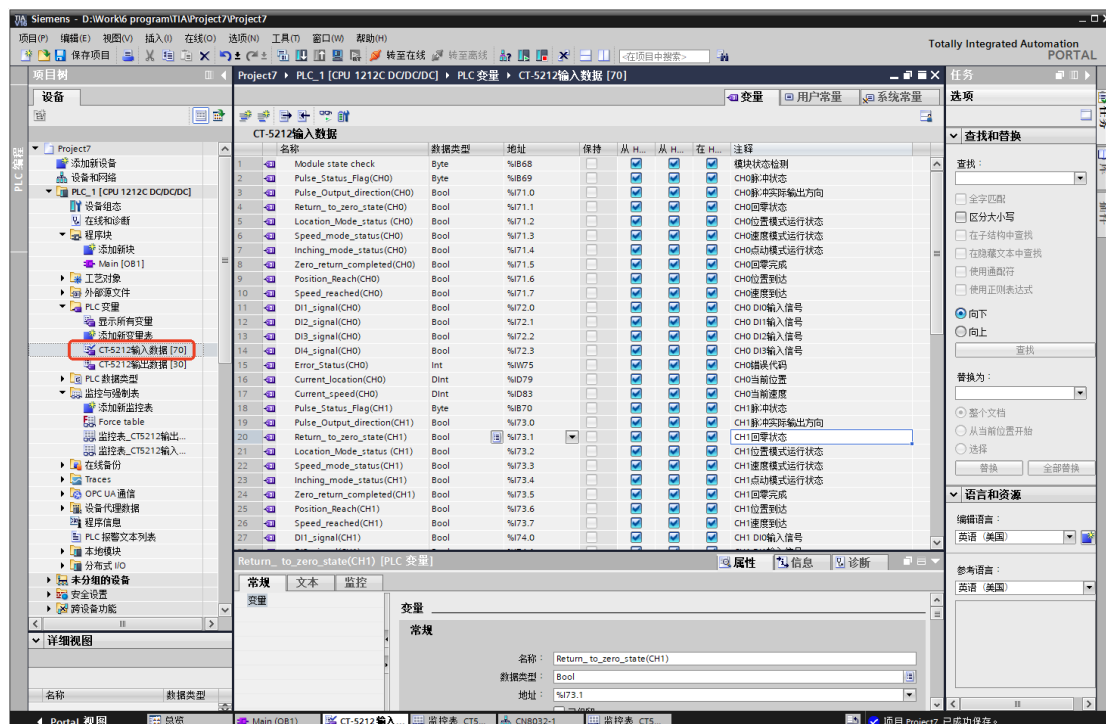 Siemens - D:\Work\6 program\TIA\Project7\Project7
项目(P) 编辑(E) 视图(V) 插入(I) 在线(O) 选项(N) 工具(T) 窗口(W) 帮助(H)
保存项目 转至在线 转至离线 <在项目中搜索>
Totally Integrated Automation
PORTAL
项目树
Project7 ▸ PLC_1 [CPU 1212C DC/DC/DC] ▸ PLC 变量 ▸ CT-5212输入数据 [70]
任务
设备
变量 用户常量 系统常量
选项
PLC 编程
CT-5212输入数据
名称 数据类型 地址 保持 从 H... 从 H... 在 H... 注释
1 Module state check Byte %IB68 模块状态检测
2 Pulse_Status_Flag(CH0) Byte %IB69 CH0脉冲状态
3 Pulse_Output_direction(CH0) Bool %I71.0 CH0脉冲实际输出方向
4 Return_ to_zero_state(CH0) Bool %I71.1 CH0回零状态
5 Location_Mode_status (CH0) Bool %I71.2 CH0位置模式运行状态
6 Speed_mode_status(CH0) Bool %I71.3 CH0速度模式运行状态
7 Inching_mode_status(CH0) Bool %I71.4 CH0点动模式运行状态
8 Zero_return_completed(CH0) Bool %I71.5 CH0回零完成
9 Position_Reach(CH0) Bool %I71.6 CH0位置到达
10 Speed_reached(CH0) Bool %I71.7 CH0速度到达
11 DI1_signal(CH0) Bool %I72.0 CH0 DI0输入信号
12 DI2_signal(CH0) Bool %I72.1 CH0 DI1输入信号
13 DI3_signal(CH0) Bool %I72.2 CH0 DI2输入信号
14 DI4_signal(CH0) Bool %I72.3 CH0 DI3输入信号
15 Error_Status(CH0) Int %IW75 CH0错误代码
16 Current_location(CH0) DInt %ID79 CH0当前位置
17 Current_speed(CH0) DInt %ID83 CH0当前速度
18 Pulse_Status_Flag(CH1) Byte %IB70 CH1脉冲状态
19 Pulse_Output_direction(CH1) Bool %I73.0 CH1脉冲实际输出方向
20 Return_ to_zero_state(CH1) Bool %I73.1 CH1回零状态
21 Location_Mode_status (CH1) Bool %I73.2 CH1位置模式运行状态
22 Speed_mode_status(CH1) Bool %I73.3 CH1速度模式运行状态
23 Inching_mode_status(CH1) Bool %I73.4 CH1点动模式运行状态
24 Zero_return_completed(CH1) Bool %I73.5 CH1回零完成
25 Position_Reach(CH1) Bool %I73.6 CH1位置到达
26 Speed_reached(CH1) Bool %I73.7 CH1速度到达
27 DI1_signal(CH1) Bool %I74.0 CH1 DI0输入信号
Project7
添加新设备
设备和网络
PLC_1 [CPU 1212C DC/DC/DC]
设备组态
在线和诊断
程序块
添加新块
Main [OB1]
工艺对象
外部源文件
PLC 变量
显示所有变量
添加新变量表
CT-5212输入数据 [70]
CT-5212输出数据 [30]
PLC 数据类型
监控与强制表
添加新监控表
Force table
监控表_CT5212输出...
监控表_CT5212输入...
在线备份
Traces
OPC UA 通信
设备代理数据
程序信息
PLC 报警文本列表
本地模块
分布式 I/O
未分组的设备
安全设置
跨设备功能
详细视图
名称 数据类型
Return_ to_zero_state(CH1) [PLC 变量]
属性 信息 诊断
常规 文本 监控
变量
变量
常规
名称： Return_ to_zero_state(CH1)
数据类型： Bool
地址： %I73.1
查找和替换
查找：
全字匹配
区分大小写
在子结构中查找
在隐藏文本中查找
使用通配符
使用正则表达式
向下
向上
查找
替换为：
整个文档
从当前位置开始
选择
替换 全部替换
语言和资源
编辑语言：
英语（美国）
参考语言：
英语（美国）
Portal 视图 总览 Main (OB1) CT-5212输入... 监控表_CT5... CN8032-1 监控表_CT5... 项目 Project7 已成功保存。